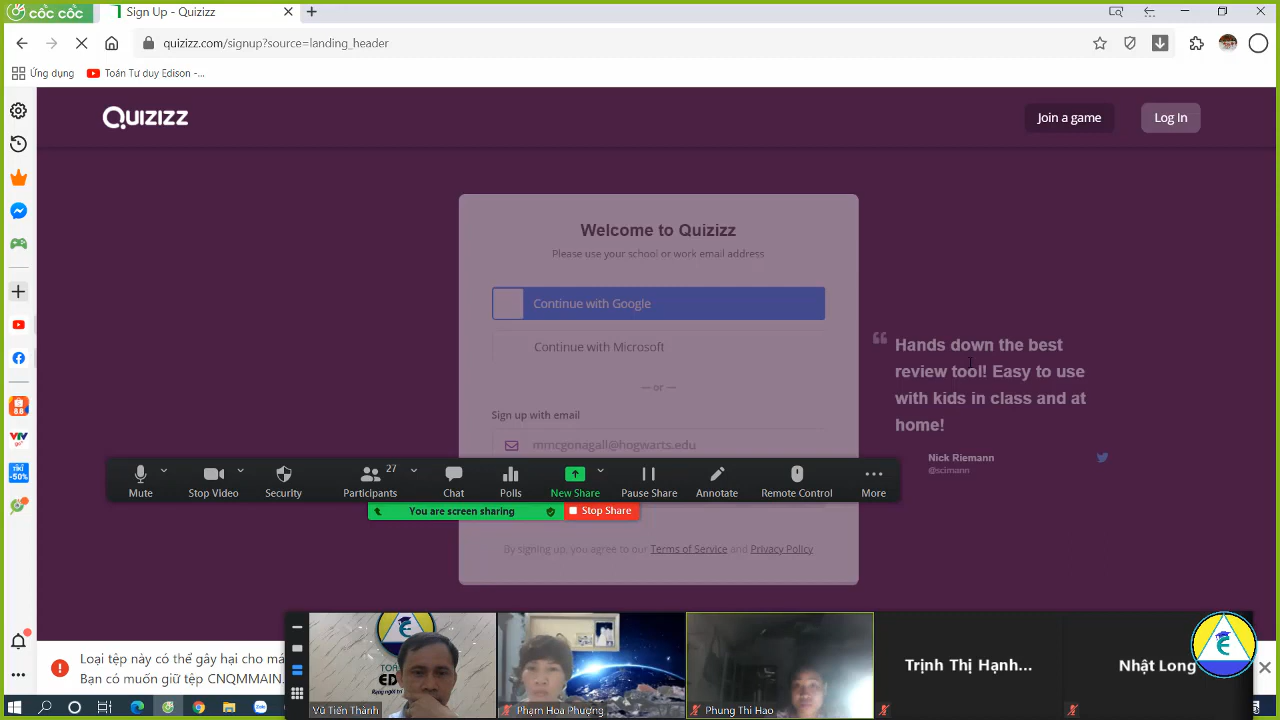 CỐC CỐC
Sign Up - Quizizz
quizizz.com/signup?source=landing_header
Ứng dụng
Toán Tư duy Edison -...
QUIZIZZ
Join a game
Log In
Welcome to Quizizz
Please use your school or work email address
Continue with Google
Continue with Microsoft
— or —
Sign up with email
mmcgonagall@hogwarts.edu
Hands down the best
review tool! Easy to use
with kids in class and at
home!
Nick Riemann
@scimann
Mute
Stop Video
Security
27
Participants
Chat
Polls
New Share
Pause Share
Annotate
Remote Control
More
You are screen sharing
Stop Share
By signing up, you agree to our Terms of Service and Privacy Policy
88
VTV
go
TIKI
-50%
Loại tệp này có thể gây hại cho má
Bạn có muốn giữ tệp CNQMMAIN.
Vũ Tiến Thành
Phạm Hoa Phượng
Phung Thi Hao
Trịnh Thị Hạnh...
Nhật Long